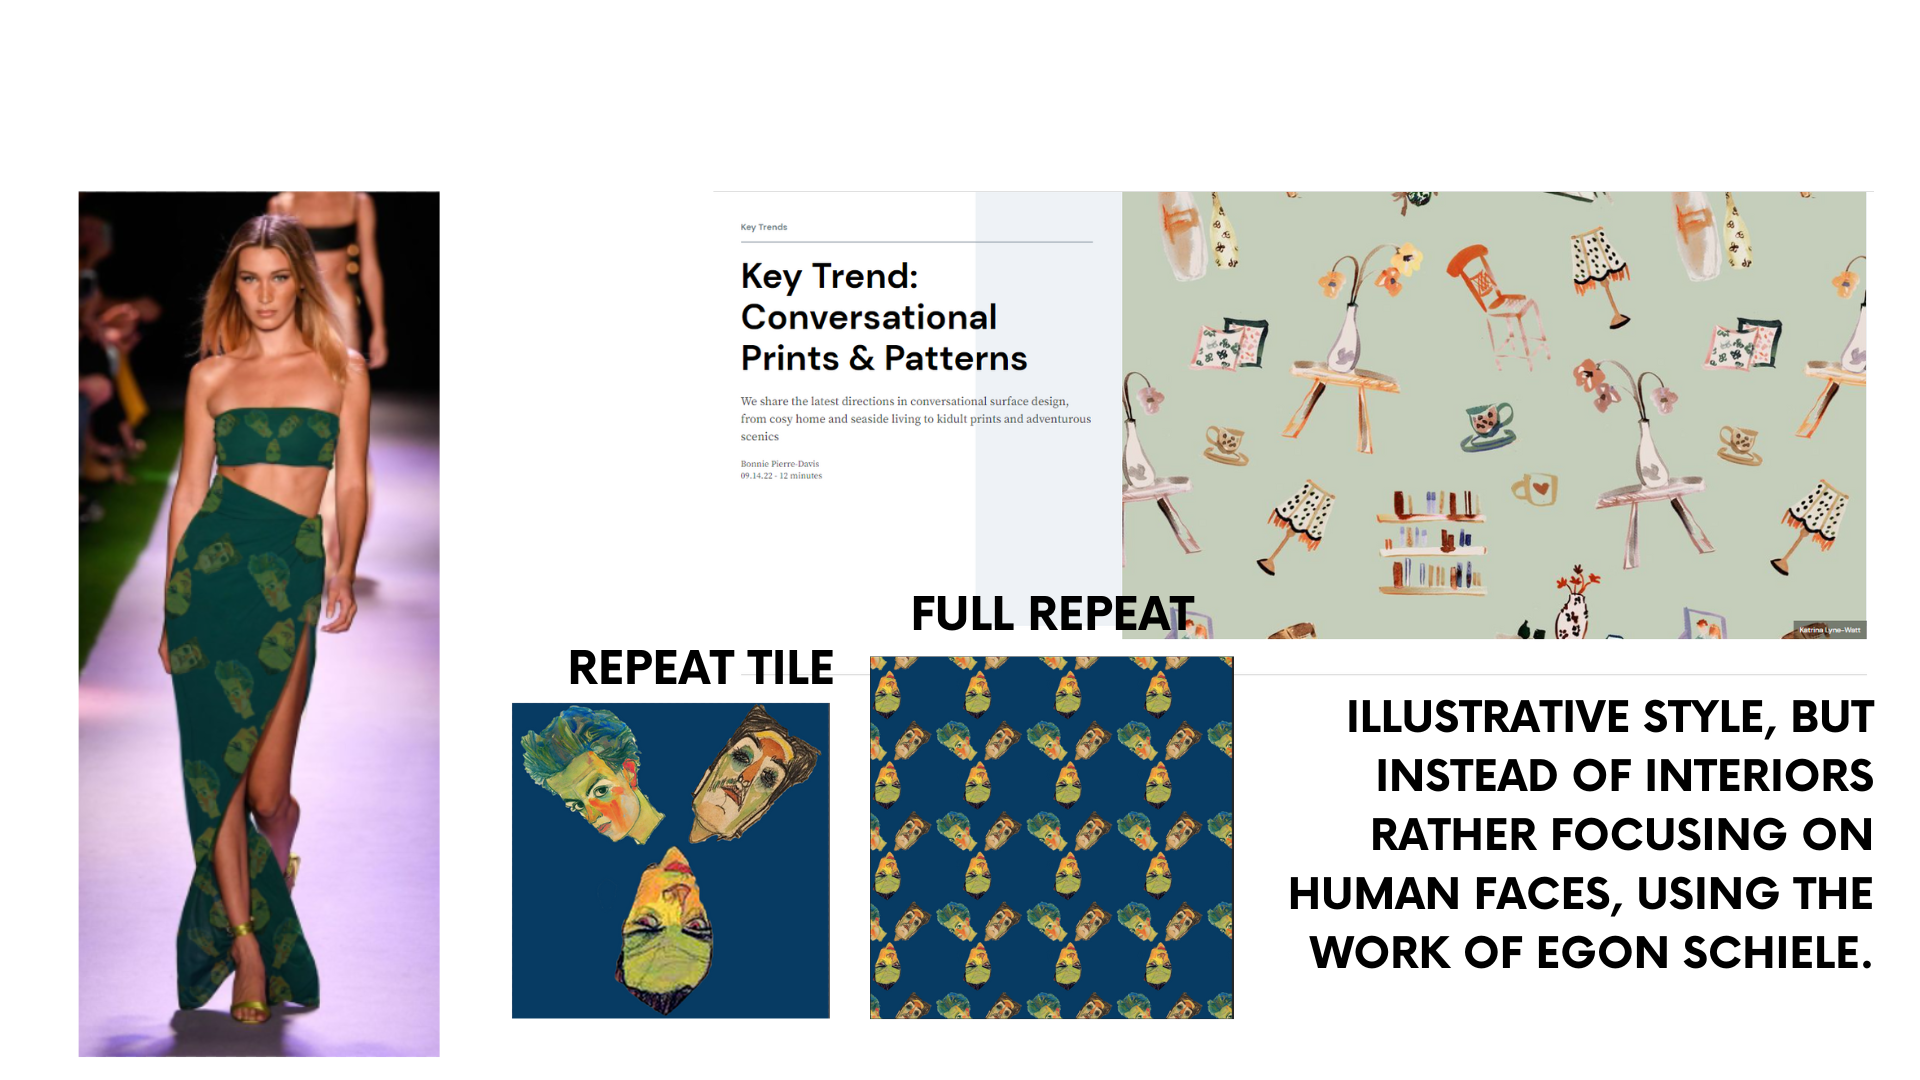 Key Trends
Key Trend:
Conversational
Prints & Patterns
We share the latest directions in conversational surface design,
from cosy home and seaside living to kidult prints and adventurous
scenics
Bonnie Pierre-Davis
09.14.22 · 12 minutes
Katrina Lyne-Watt
FULL REPEAT
REPEAT TILE
ILLUSTRATIVE STYLE, BUT
INSTEAD OF INTERIORS
RATHER FOCUSING ON
HUMAN FACES, USING THE
WORK OF EGON SCHIELE.